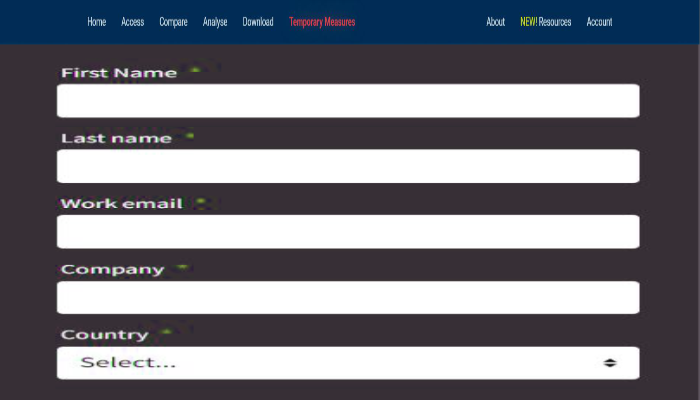 Home Access Compare Analyse Download Temporary Measures About NEW! Resources Account
First Name *
Last name *
Work email *
Company *
Country *
Select...